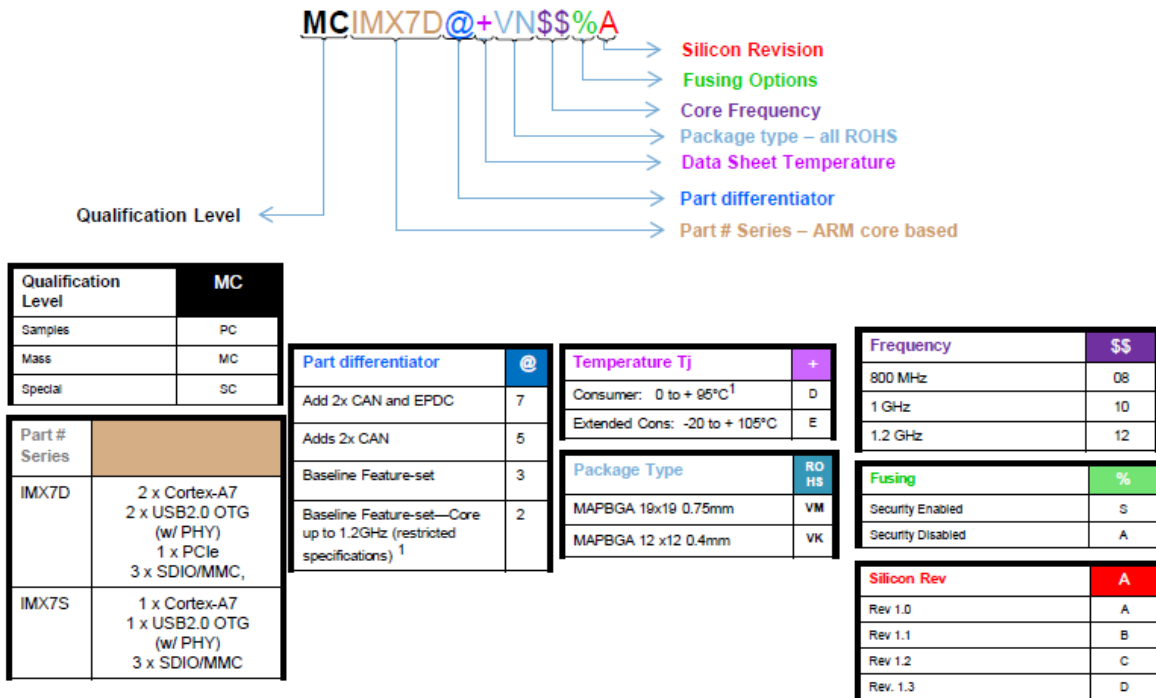 MCIMX7D@+VN$$%A
Silicon Revision
Fusing Options
Core Frequency
Package type – all ROHS
Data Sheet Temperature
Part differentiator
Qualification Level
Part # Series – ARM core based
Qualification Level MC
Samples PC
Mass MC
Special SC
Part # Series
IMX7D 2 x Cortex-A7
2 x USB2.0 OTG
(w/ PHY)
1 x PCIe
3 x SDIO/MMC,
IMX7S 1 x Cortex-A7
1 x USB2.0 OTG
(w/ PHY)
3 x SDIO/MMC
Part differentiator @
Add 2x CAN and EPDC 7
Adds 2x CAN 5
Baseline Feature-set 3
Baseline Feature-set—Core 2
up to 1.2GHz (restricted
specifications) 1
Temperature Tj +
Consumer: 0 to + 95°C1 D
Extended Cons: -20 to + 105°C E
Package Type RO
HS
MAPBGA 19x19 0.75mm VM
MAPBGA 12 x12 0.4mm VK
Frequency $$
800 MHz 08
1 GHz 10
1.2 GHz 12
Fusing %
Security Enabled S
Security Disabled A
Silicon Rev A
Rev 1.0 A
Rev 1.1 B
Rev 1.2 C
Rev. 1.3 D